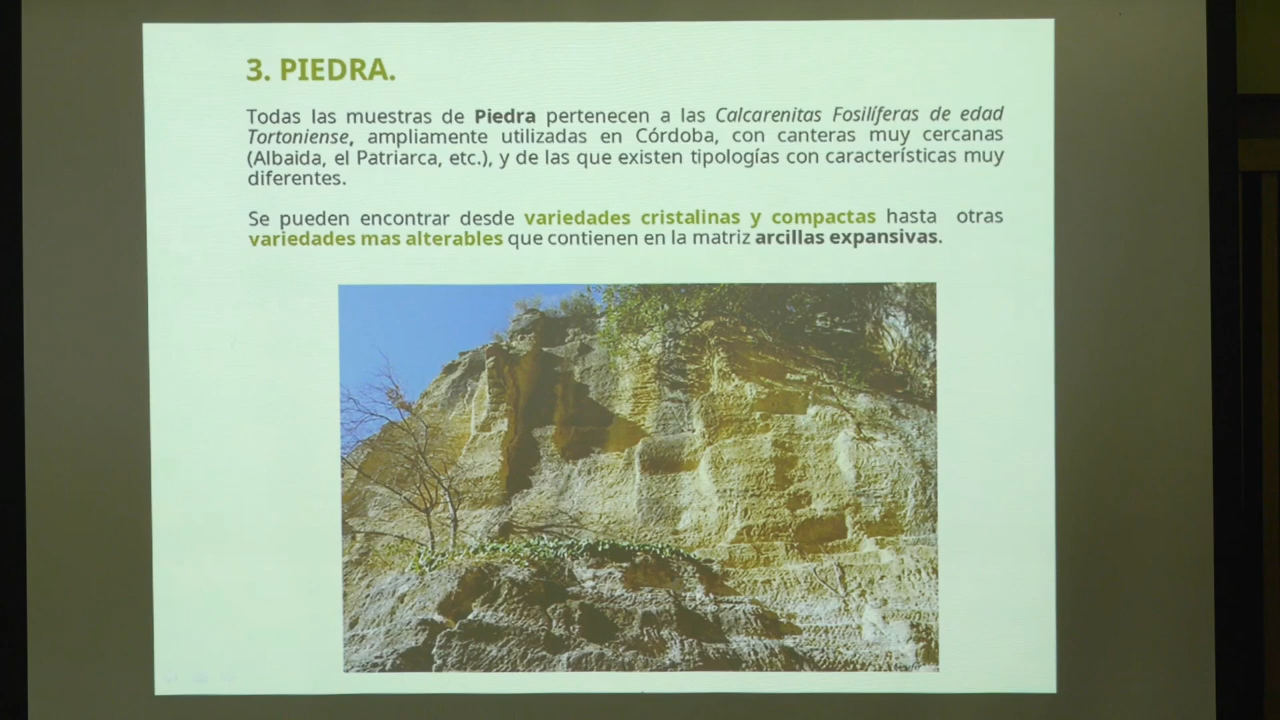 3. PIEDRA.
Todas las muestras de Piedra pertenecen a las Calcarenitas Fosilíferas de edad
Tortoniense, ampliamente utilizadas en Córdoba, con canteras muy cercanas
(Albaida, el Patriarca, etc.), y de las que existen tipologías con características muy
diferentes.
Se pueden encontrar desde variedades cristalinas y compactas hasta otras
variedades mas alterables que contienen en la matriz arcillas expansivas.